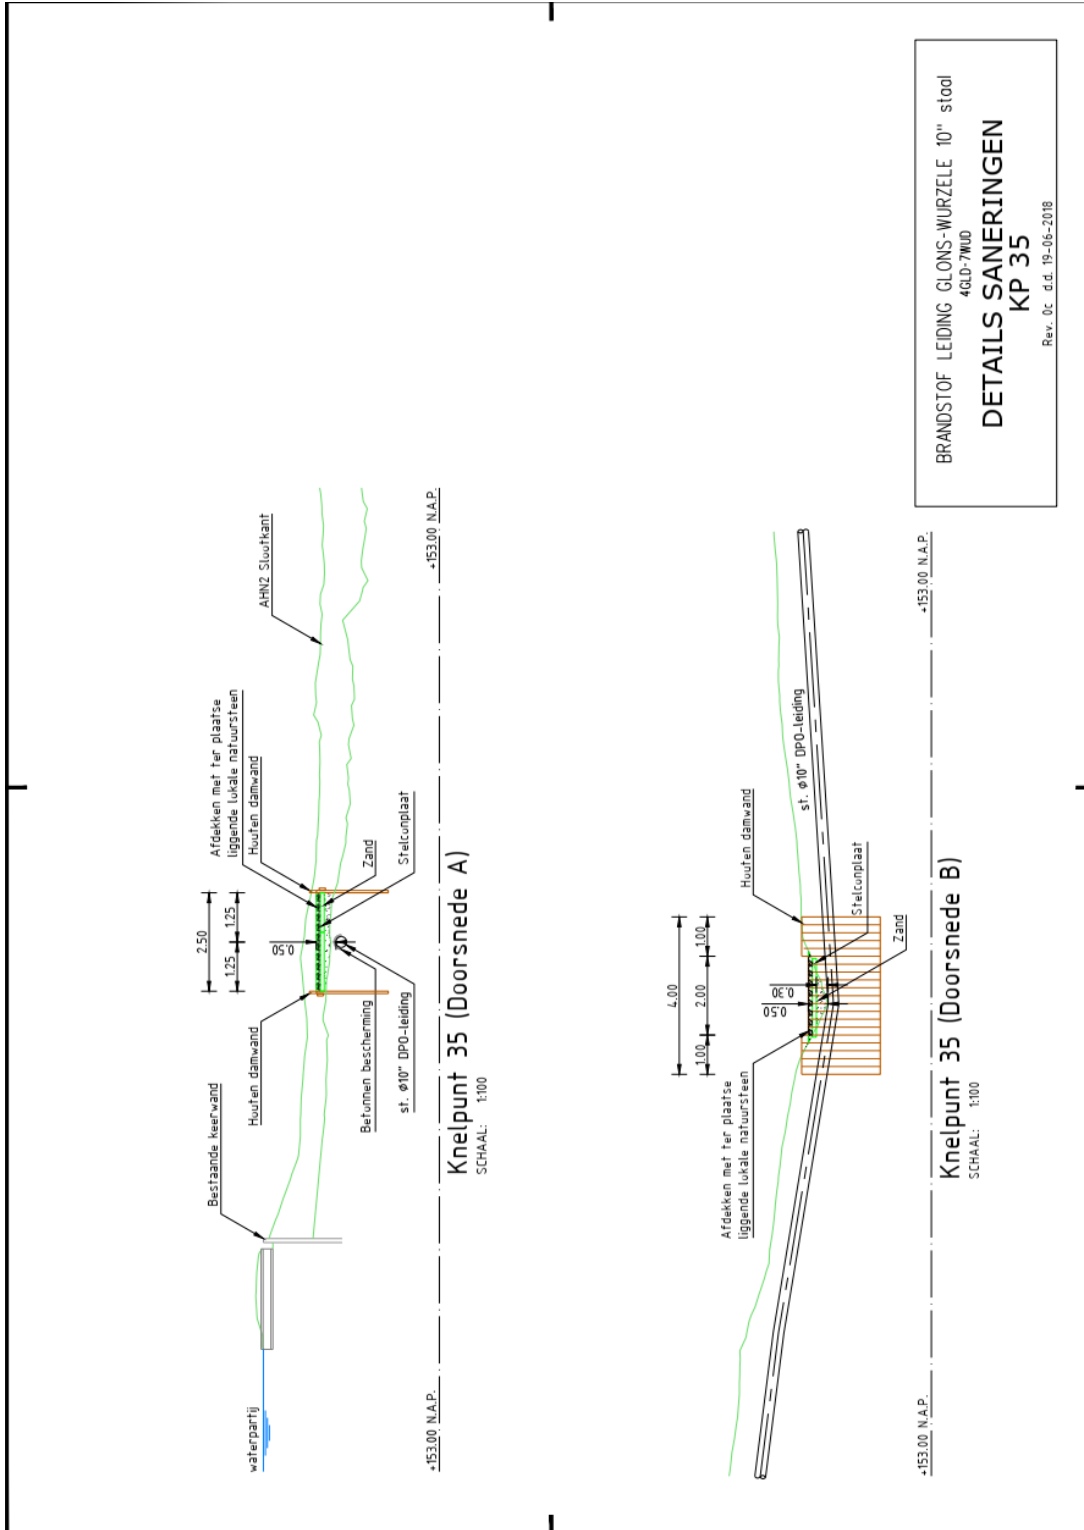 waterpartij
Bestaande keerwand
Houten damwand
2.50
1.25
1.25
0.50
Afdekken met ter plaatse
liggende lokale natuursteen
Houten damwand
AHN2 Slootkant
Zand
Stelconplaat
Betonnen bescherming
st. ø10" DPO-leiding
+153.00 N.A.P.
+153.00 N.A.P.
Knelpunt 35 (Doorsnede A)
SCHAAL: 1:100
4.00
1.00
2.00
1.00
0.50
0.30
Afdekken met ter plaatse
liggende lokale natuursteen
Houten damwand
st. ø10" DPO-leiding
Stelconplaat
Zand
+153.00 N.A.P.
+153.00 N.A.P.
Knelpunt 35 (Doorsnede B)
SCHAAL: 1:100
BRANDSTOF LEIDING GLONS-WURZELE 10" staal
4GLD-7WUD
DETAILS SANERINGEN
KP 35
Rev. 0c d.d. 19-06-2018